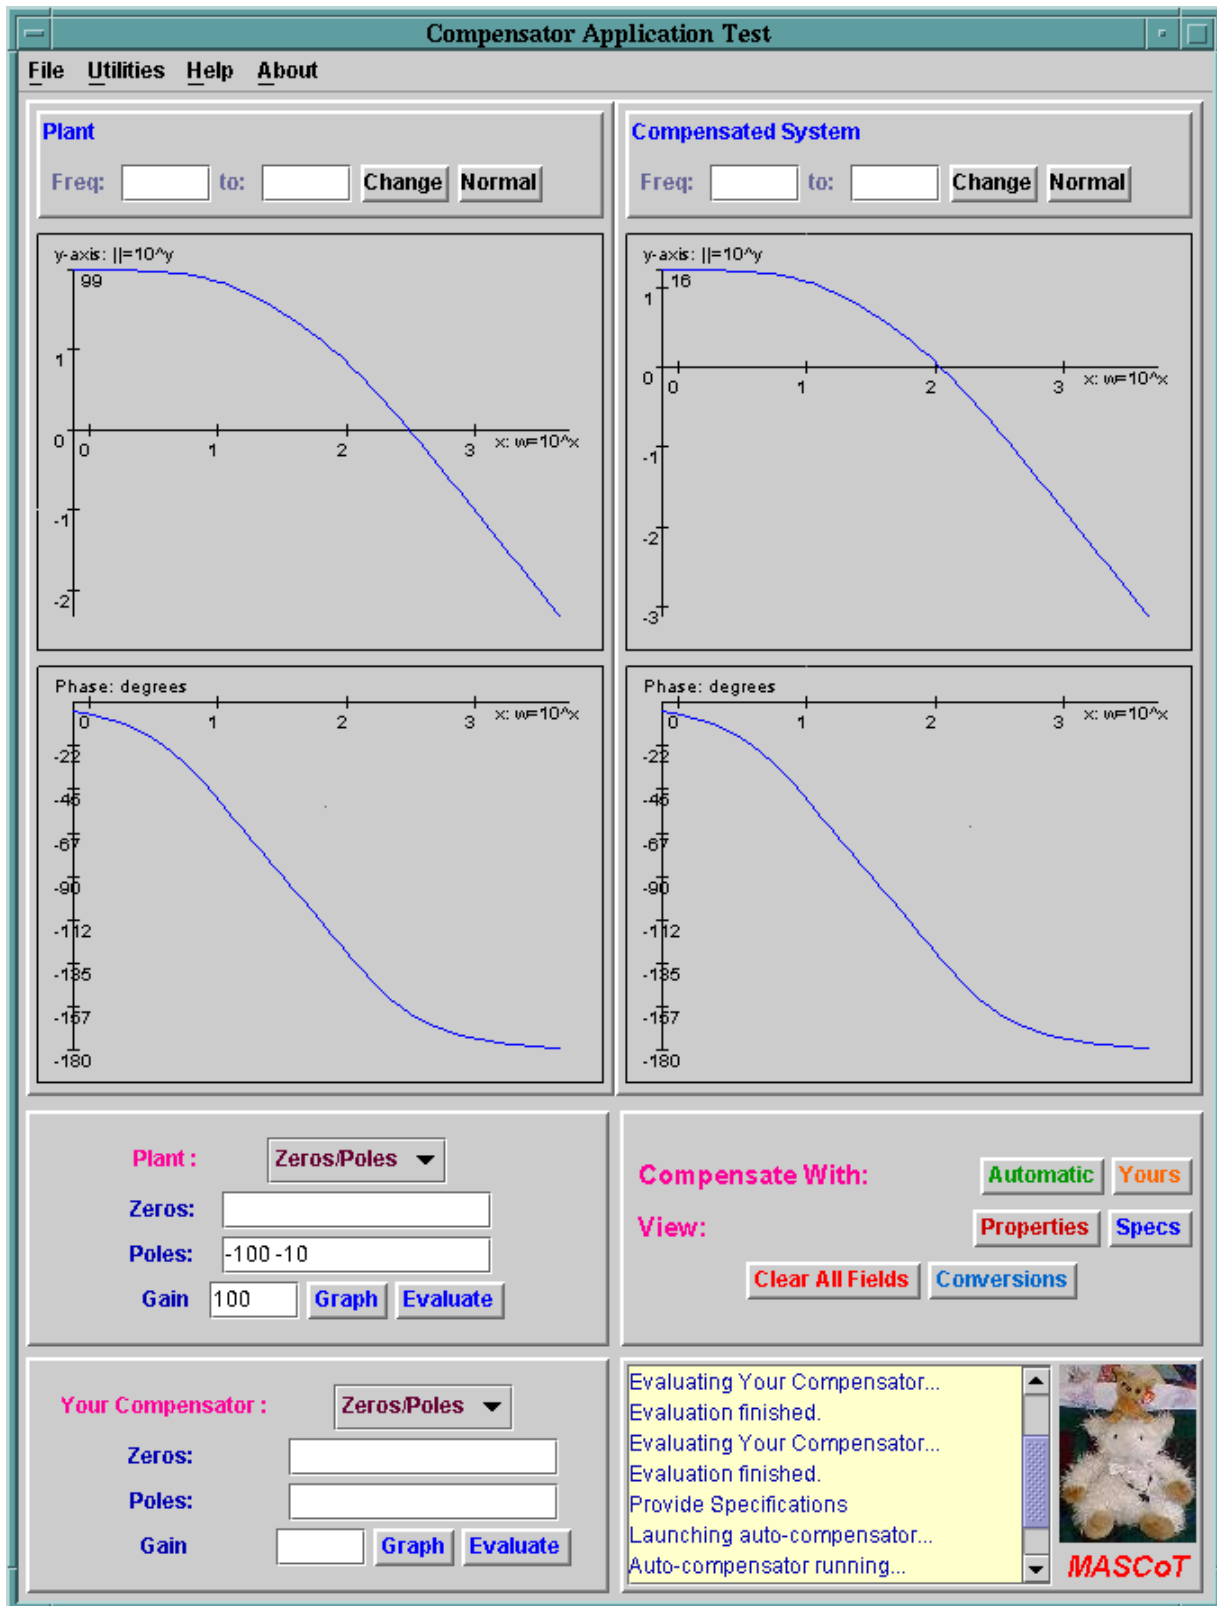 Compensator Application Test
File Utilities Help About
Plant
Freq: to: Change Normal
y-axis: ||=10^y
99
1
0
0 1 2 3 x: w=10^x
-1
-2
Phase: degrees
0 1 2 3 x: w=10^x
-22
-45
-67
-90
-112
-135
-157
-180
Compensated System
Freq: to: Change Normal
y-axis: ||=10^y
16
1
0
0 1 2 3 x: w=10^x
-1
-2
-3
Phase: degrees
0 1 2 3 x: w=10^x
-22
-45
-67
-90
-112
-135
-157
-180
Plant : Zeros/Poles
Zeros:
Poles: -100 -10
Gain 100 Graph Evaluate
Compensate With: Automatic Yours
View: Properties Specs
Clear All Fields Conversions
Your Compensator : Zeros/Poles
Zeros:
Poles:
Gain Graph Evaluate
Evaluating Your Compensator...
Evaluation finished.
Evaluating Your Compensator...
Evaluation finished.
Provide Specifications
Launching auto-compensator...
Auto-compensator running...
MASCoT